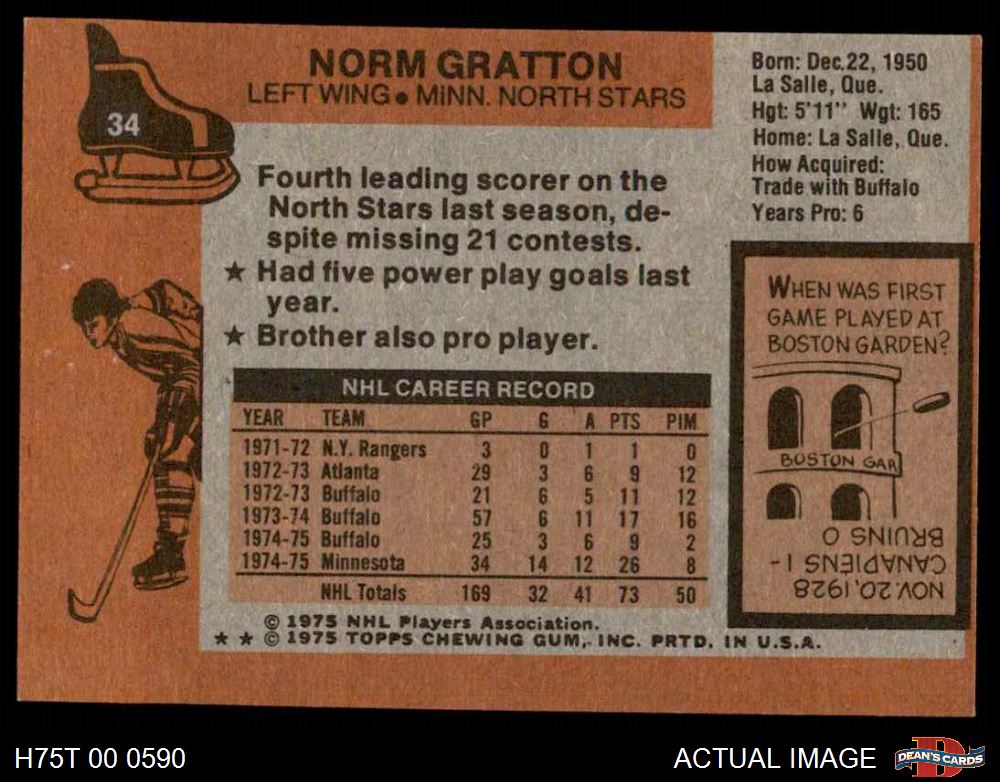 34
NORM GRATTON
LEFT WING ● MINN. NORTH STARS
Born: Dec.22, 1950
La Salle, Que.
Hgt: 5'11" Wgt: 165
Home: La Salle, Que.
How Acquired:
Trade with Buffalo
Years Pro: 6
Fourth leading scorer on the
North Stars last season, de-
spite missing 21 contests.
★ Had five power play goals last
year.
★ Brother also pro player.
NHL CAREER RECORD
YEAR TEAM GP G A PTS PIM
1971-72 N.Y. Rangers 3 0 1 1 0
1972-73 Atlanta 29 3 6 9 12
1972-73 Buffalo 21 6 5 11 12
1973-74 Buffalo 57 6 11 17 16
1974-75 Buffalo 25 3 6 9 2
1974-75 Minnesota 34 14 12 26 8
NHL Totals 169 32 41 73 50
WHEN WAS FIRST
GAME PLAYED AT
BOSTON GARDEN?
BOSTON GAR
NOV. 20, 1928
CANADIENS 1 -
BRUINS 0
© 1975 NHL Players Association.
★ ★ © 1975 TOPPS CHEWING GUM, INC. PRTD. IN U.S.A.
H75T 00 0590
ACTUAL IMAGE
D
DEAN'S CARDS